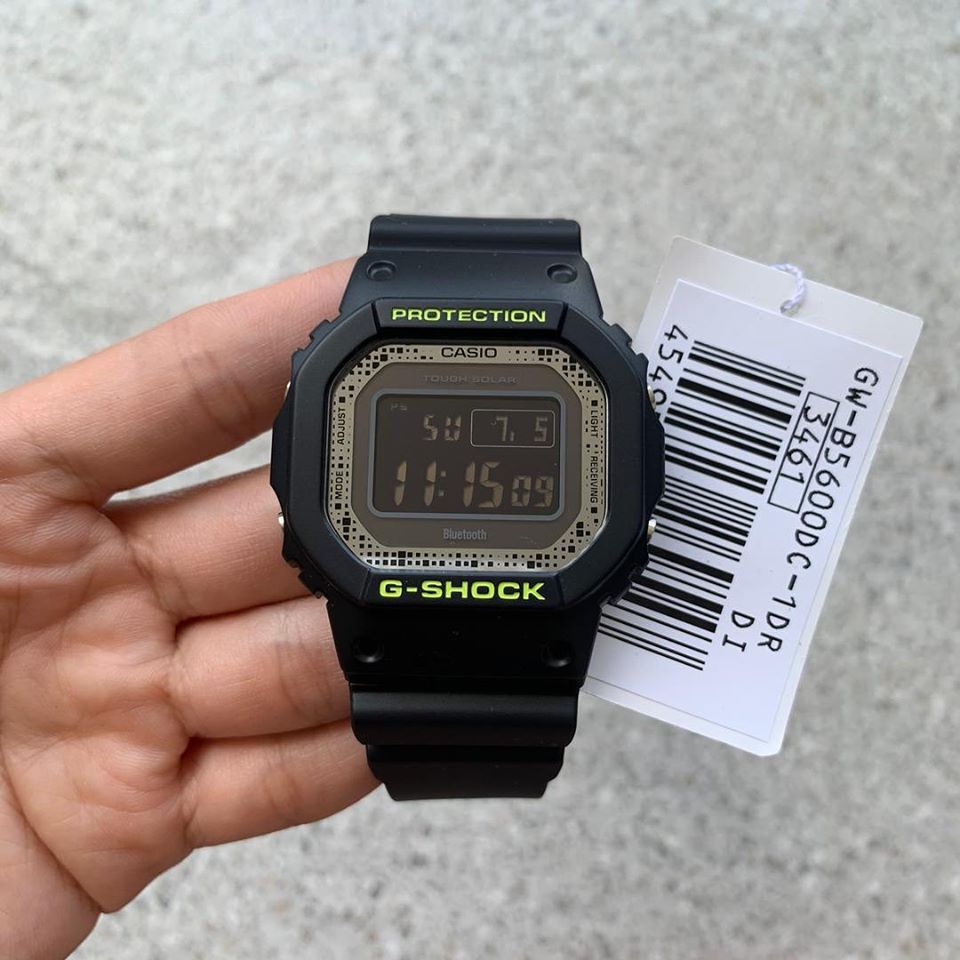 PROTECTION
CASIO
TOUGH SOLAR
ADJUST
MODE
LIGHT
RECEIVING
SU 7. 5
11:15 09
Bluetooth
G-SHOCK
GW-B5600DC-1DR
3461 DI